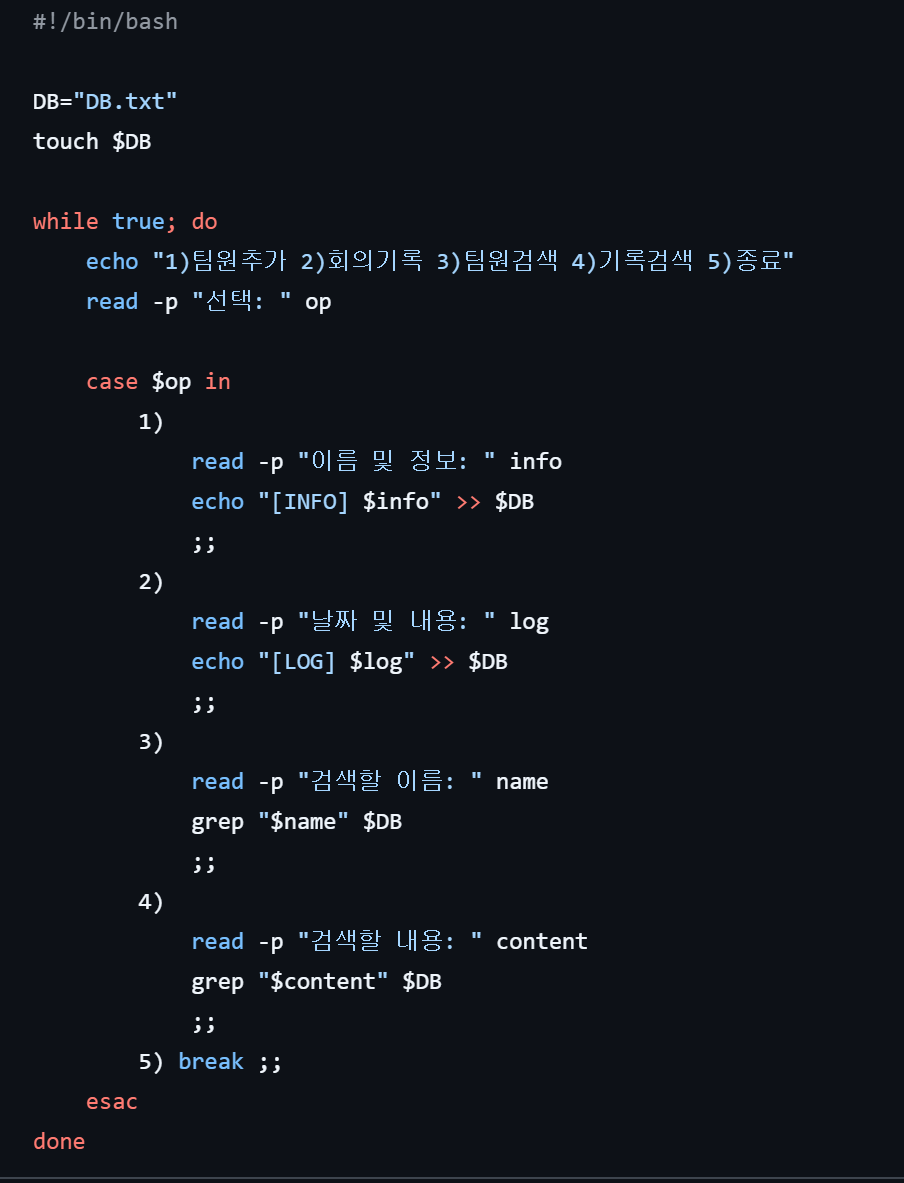 #!/bin/bash
DB="DB.txt"
touch $DB
while true; do
echo "1)팀원추가 2)회의기록 3)팀원검색 4)기록검색 5)종료"
read -p "선택: " op
case $op in
1)
read -p "이름 및 정보: " info
echo "[INFO] $info" >> $DB
;;
2)
read -p "날짜 및 내용: " log
echo "[LOG] $log" >> $DB
;;
3)
read -p "검색할 이름: " name
grep "$name" $DB
;;
4)
read -p "검색할 내용: " content
grep "$content" $DB
;;
5) break ;;
esac
done